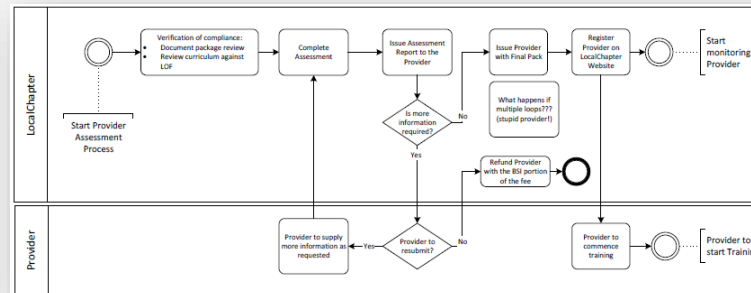 LocalChapter
Start Provider
Assessment
Process
Verification of compliance:
• Document package review
• Review curriculum against
LOF
Complete
Assessment
Issue Assessment
Report to the
Provider
Is more
information
required?
No
Yes
Issue Provider
with Final Pack
Register
Provider on
LocalChapter
Website
Start
monitoring
Provider
What happens if
multiple loops???
(stupid provider!)
Refund Provider
with the BSI portion
of the fee
Provider
Provider to supply
more information as
requested
Yes
Provider to
resubmit?
No
Provider to
commence
training
Provider to
start Trainin